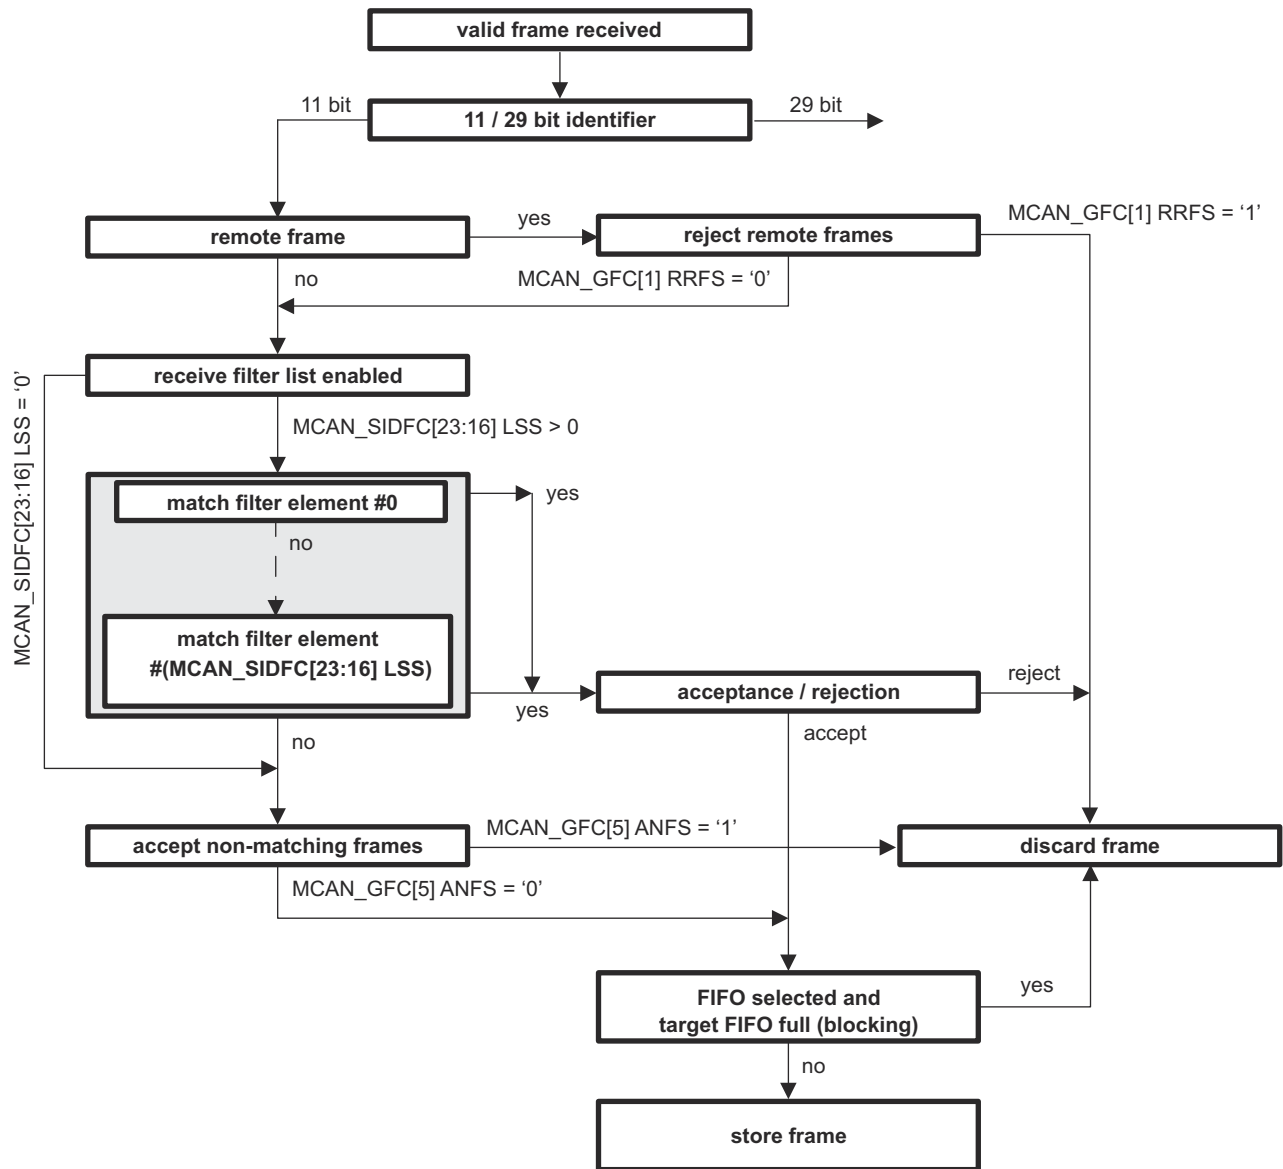 valid frame received
11 bit
11 / 29 bit identifier
29 bit
remote frame
yes
reject remote frames
MCAN_GFC[1] RRFS = ‘1’
no
MCAN_GFC[1] RRFS = ‘0’
receive filter list enabled
MCAN_SIDFC[23:16] LSS = ‘0’
MCAN_SIDFC[23:16] LSS > 0
match filter element #0
yes
no
match filter element
#(MCAN_SIDFC[23:16] LSS)
yes
acceptance / rejection
reject
no
accept
accept non-matching frames
MCAN_GFC[5] ANFS = ‘1’
discard frame
MCAN_GFC[5] ANFS = ‘0’
FIFO selected and
target FIFO full (blocking)
yes
no
store frame